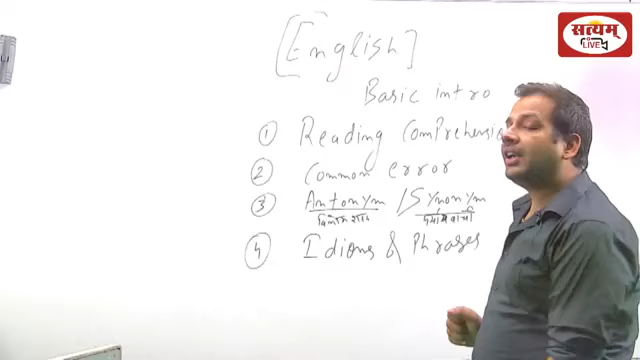 सत्यम्
LIVE
[English]
Basic intro
1 Reading Comprehensio
2 Common error
3 Antonym / Synonym
विलोम शब्द पर्यायवाची
4 Idioms & Phrases